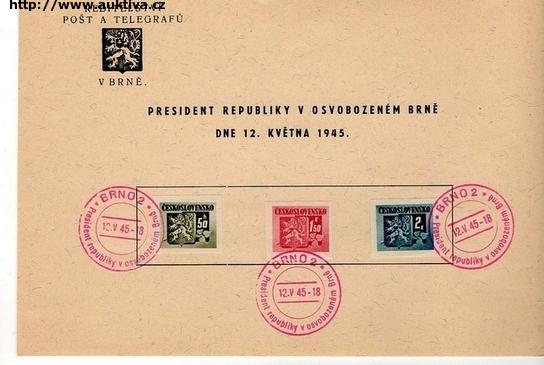 http://www.auktiva.cz
ŘEDITELSTVÍ
POŠT A TELEGRAFŮ
V BRNĚ.
PRESIDENT REPUBLIKY V OSVOBOZENÉM BRNĚ
DNE 12. KVĚTNA 1945.
ČESKOSLOVENSKO
50
ČESKOSLOVENSKO
1.50
ČESKOSLOVENSKO
2
BRNO 2
12.V 45-18
President republiky v osvobozeném Brně
BRNO 2
12.V 45-18
President republiky v osvobozeném Brně
BRNO 2
12.V 45-18
President republiky v osvobozeném Brně